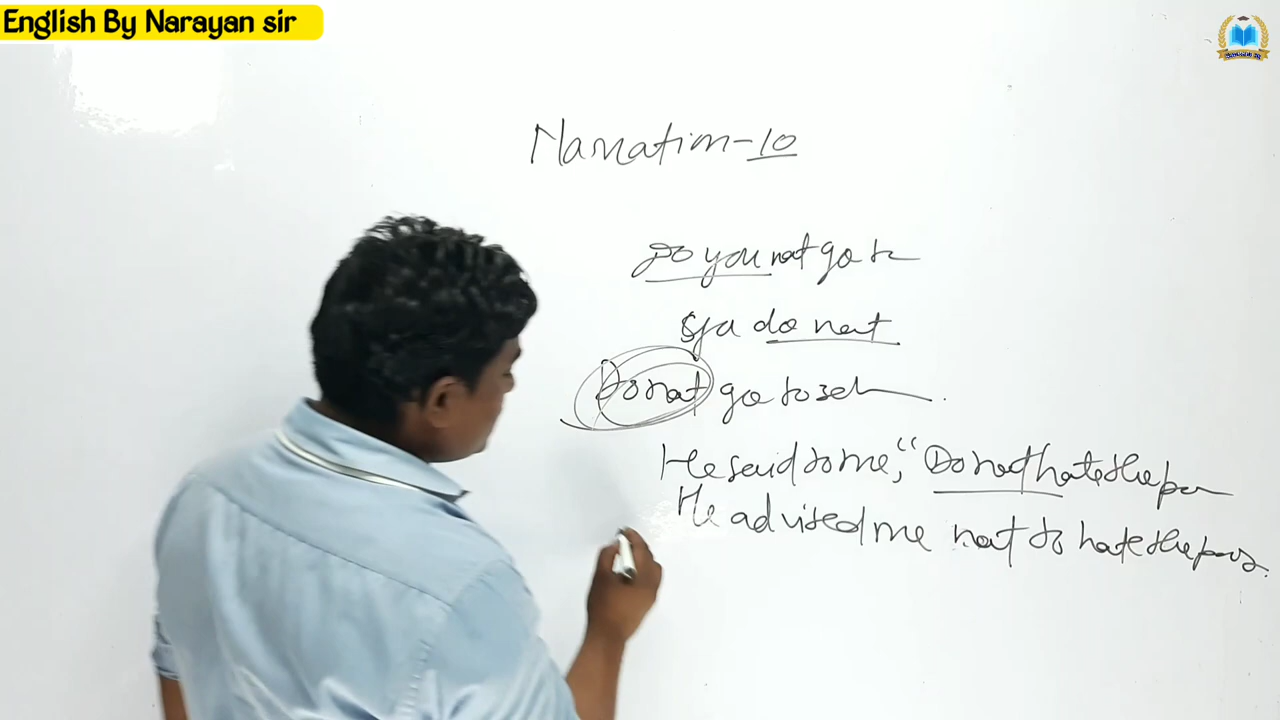 English By Narayan sir
Narration-10
Do you not go to
do not
Do not go to sch
He said to me, “Do not hate the poor
He advised me not to hate the poor.